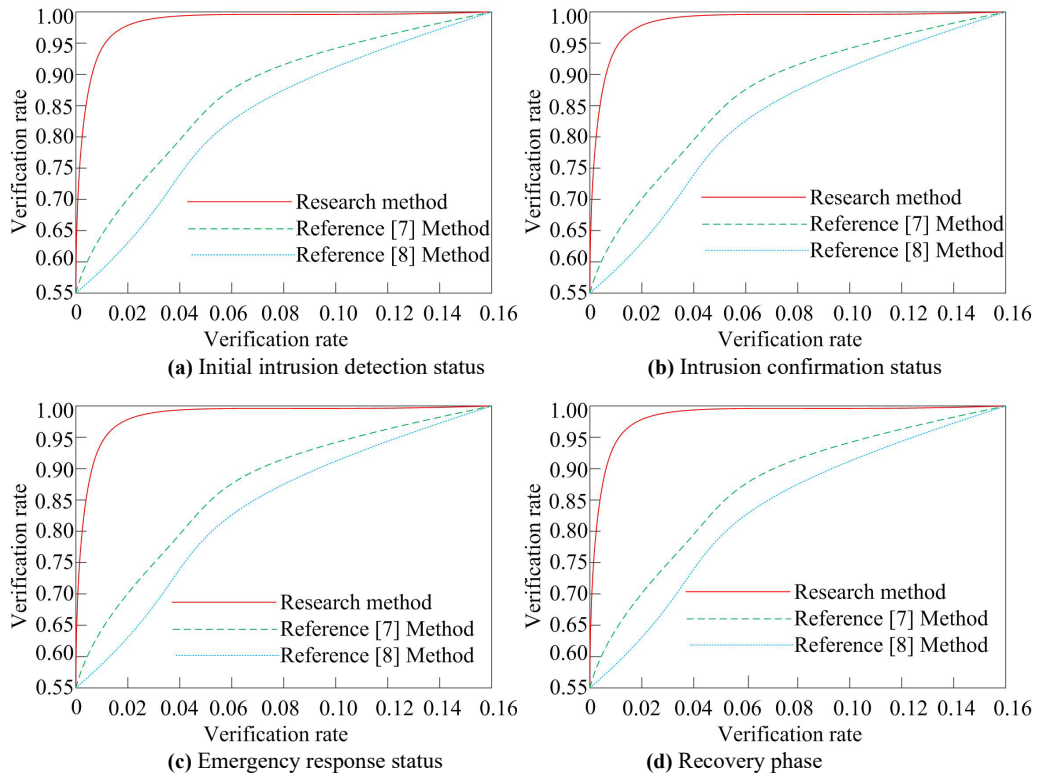 1.00
0.95
0.90
0.85
0.80
0.75
0.70
0.65
0.60
0.55
Verification rate
Research method
Reference [7] Method
Reference [8] Method
0 0.02 0.04 0.06 0.08 0.10 0.12 0.14 0.16
Verification rate
(a) Initial intrusion detection status
1.00
0.95
0.90
0.85
0.80
0.75
0.70
0.65
0.60
0.55
Verification rate
Research method
Reference [7] Method
Reference [8] Method
0 0.02 0.04 0.06 0.08 0.10 0.12 0.14 0.16
Verification rate
(b) Intrusion confirmation status
1.00
0.95
0.90
0.85
0.80
0.75
0.70
0.65
0.60
0.55
Verification rate
Research method
Reference [7] Method
Reference [8] Method
0 0.02 0.04 0.06 0.08 0.10 0.12 0.14 0.16
Verification rate
(c) Emergency response status
1.00
0.95
0.90
0.85
0.80
0.75
0.70
0.65
0.60
0.55
Verification rate
Research method
Reference [7] Method
Reference [8] Method
0 0.02 0.04 0.06 0.08 0.10 0.12 0.14 0.16
Verification rate
(d) Recovery phase